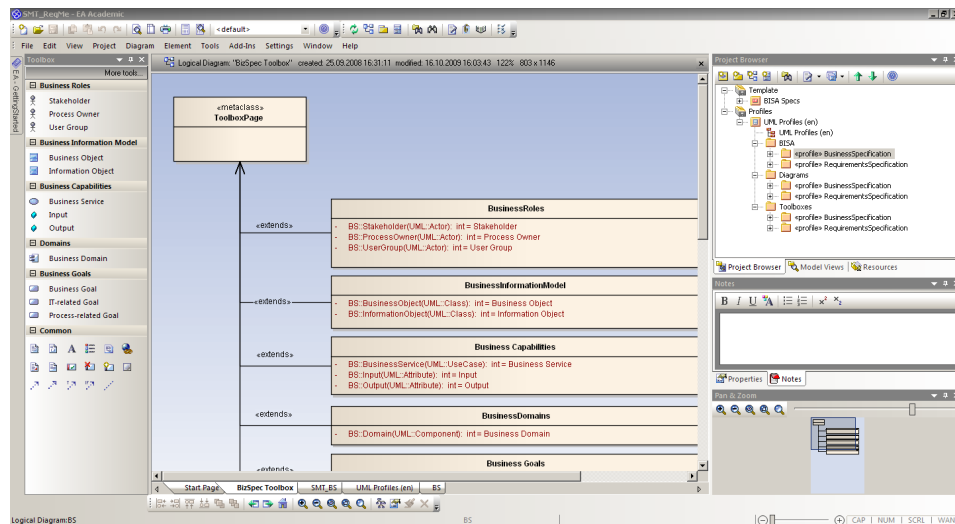 SMT_ReqMe - EA Academic
<default>
File Edit View Project Diagram Element Tools Add-Ins Settings Window Help
EA - GettingStarted
Toolbox
More tools...
Business Roles
Stakeholder
Process Owner
User Group
Business Information Model
Business Object
Information Object
Business Capabilities
Business Service
Input
Output
Domains
Business Domain
Business Goals
Business Goal
IT-related Goal
Process-related Goal
Common
Logical Diagram: "BizSpec Toolbox" created: 25.09.2008 16:31:11 modified: 16.10.2009 16:03:43 122% 803 x 1146
«metaclass»
ToolboxPage
«extends»
BusinessRoles
- BS::Stakeholder(UML::Actor): int = Stakeholder
- BS::ProcessOwner(UML::Actor): int = Process Owner
- BS::UserGroup(UML::Actor): int = User Group
«extends»
BusinessInformationModel
- BS::BusinessObject(UML::Class): int = Business Object
- BS::InformationObject(UML::Class): int = Information Object
«extends»
Business Capabilities
- BS::BusinessService(UML::UseCase): int = Business Service
- BS::Input(UML::Attribute): int = Input
- BS::Output(UML::Attribute): int = Output
«extends»
BusinessDomains
- BS::Domain(UML::Component): int = Business Domain
«extends»
Business Goals
Start Page BizSpec Toolbox SMT_BS UML Profiles (en) BS
Project Browser
Template
BISA Specs
Profiles
UML Profiles (en)
UML Profiles (en)
BISA
«profile» BusinessSpecification
«profile» RequirementsSpecification
Diagrams
«profile» BusinessSpecification
«profile» RequirementsSpecification
Toolboxes
«profile» BusinessSpecification
«profile» RequirementsSpecification
Project Browser Model Views Resources
Notes
B I U A x² x₂
Properties Notes
Pan & Zoom
Logical Diagram:BS BS CAP NUM SCRL WAN